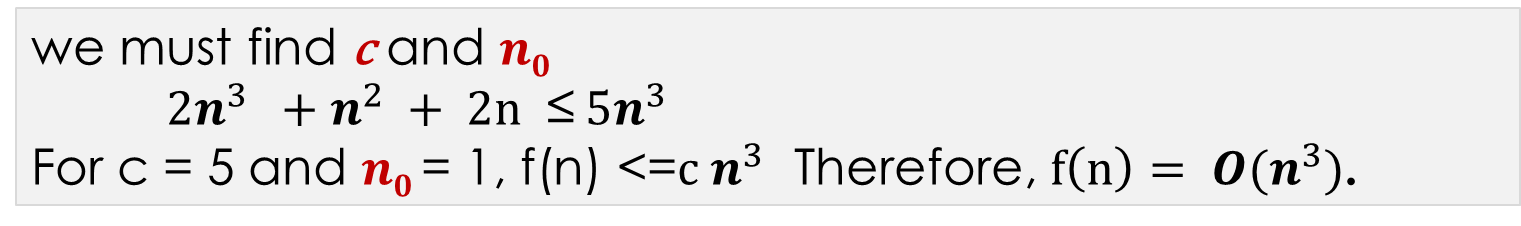 we must find c and n₀
2n³ + n² + 2n ≤ 5n³
For c = 5 and n₀ = 1, f(n) <=c n³ Therefore, f(n) = O(n³).